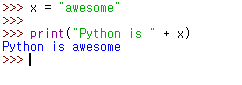 >>> x = "awesome"
>>>
>>> print("Python is " + x)
Python is awesome
>>>